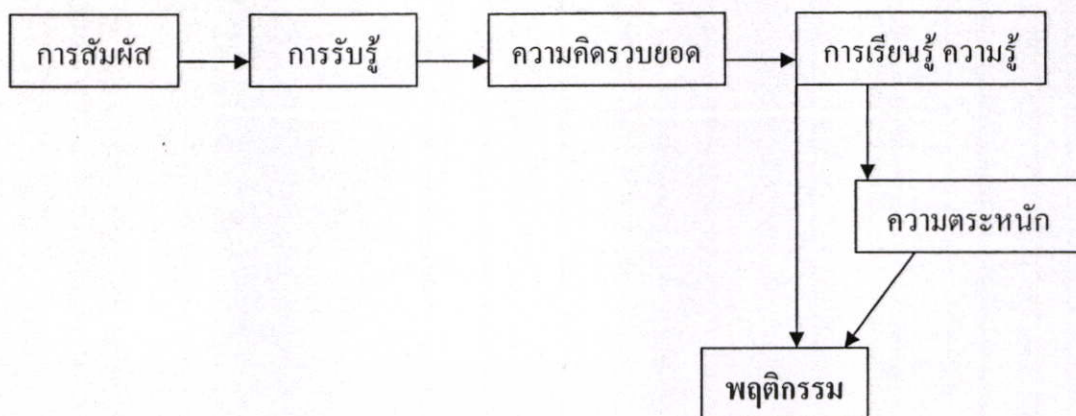 การสัมผัส
การรับรู้
ความคิดรวบยอด
การเรียนรู้ ความรู้
ความตระหนัก
พฤติกรรม